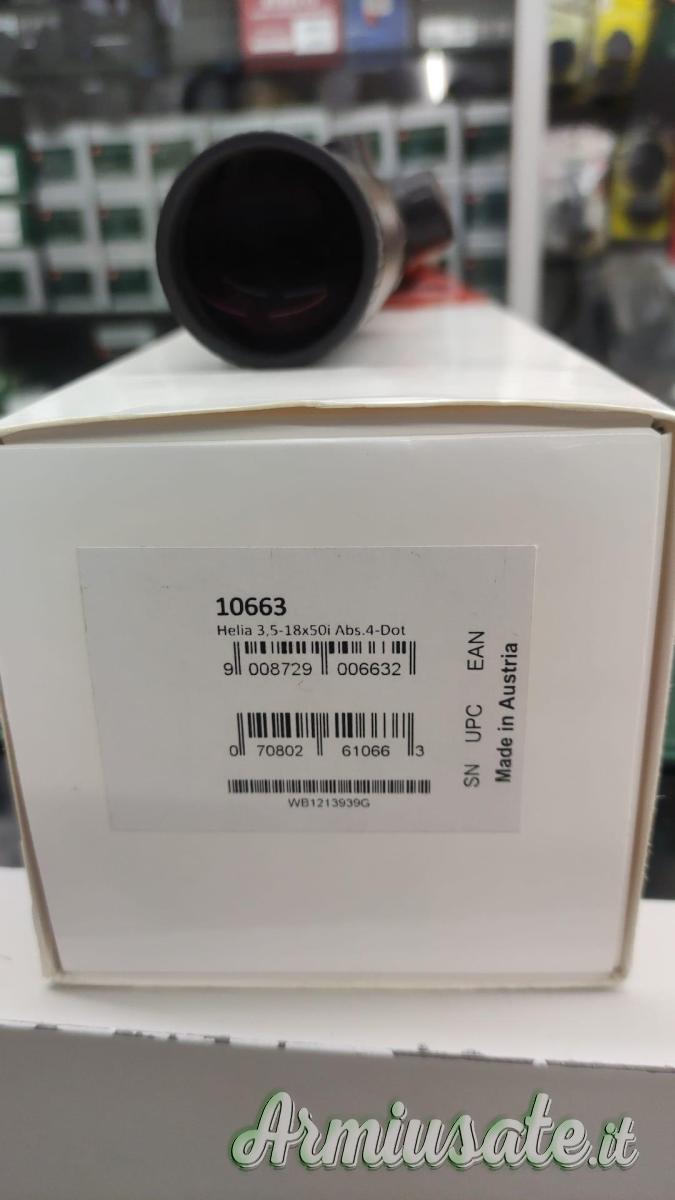 10663
Helia 3,5-18x50i Abs.4-Dot
9 008729 006632
0 70802 61066 3
WB1213939G
SN UPC EAN
Made in Austria
Armiusate.it